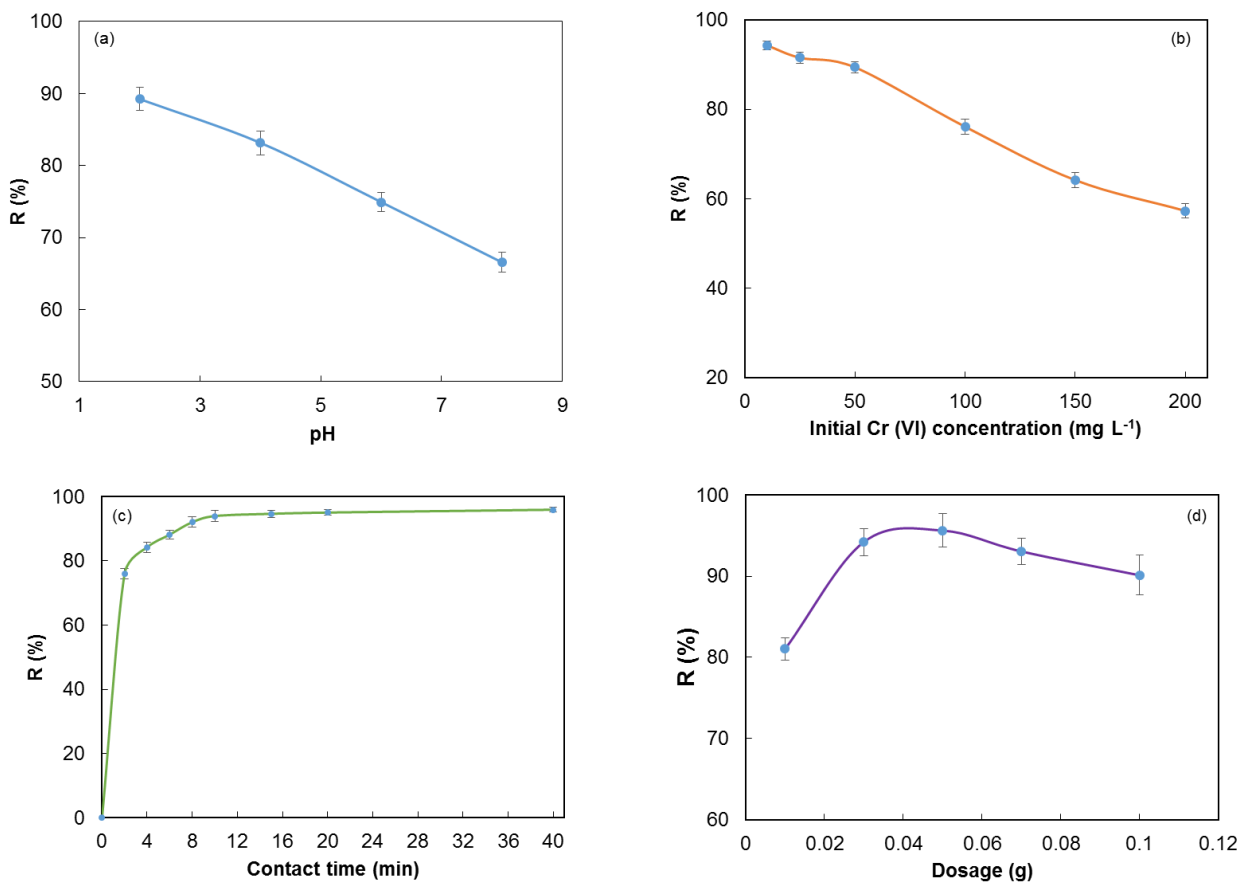 (a)
100
90
80
70
60
50
R (%)
1 3 5 7 9
pH
(b)
100
80
60
40
20
R (%)
0 50 100 150 200
Initial Cr (VI) concentration (mg L⁻¹)
(c)
100
80
60
40
20
0
R (%)
0 4 8 12 16 20 24 28 32 36 40
Contact time (min)
(d)
100
90
80
70
60
R (%)
0 0.02 0.04 0.06 0.08 0.1 0.12
Dosage (g)